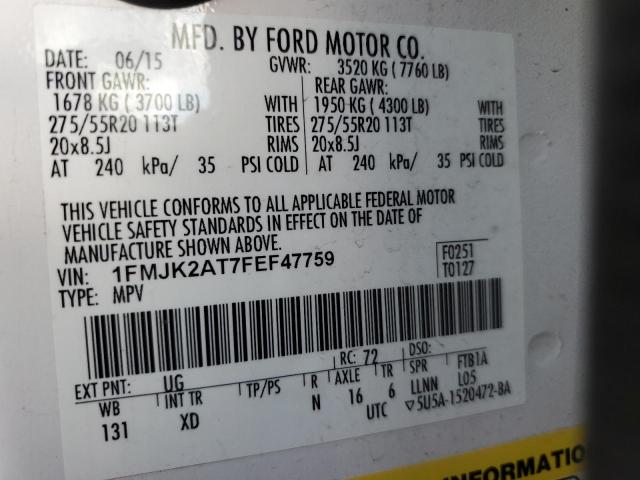 MFD. BY FORD MOTOR CO.
DATE: 06/15 GVWR: 3520 KG ( 7760 LB)
FRONT GAWR: REAR GAWR:
1678 KG ( 3700 LB) WITH 1950 KG ( 4300 LB) WITH
275/55R20 113T TIRES 275/55R20 113T TIRES
20x8.5J RIMS 20x8.5J RIMS
AT 240 kPa/ 35 PSI COLD AT 240 kPa/ 35 PSI COLD
THIS VEHICLE CONFORMS TO ALL APPLICABLE FEDERAL MOTOR
VEHICLE SAFETY STANDARDS IN EFFECT ON THE DATE OF
MANUFACTURE SHOWN ABOVE.
VIN: 1FMJK2AT7FEF47759 F0251
TYPE: MPV T0127
EXT PNT: UG RC: 72 DSO:
WB INT TR TP/PS R AXLE TR SPR FTB1A
131 XD N 16 6 LLNN L05
UTC ▽5U5A-1520472-BA
INFORMATION